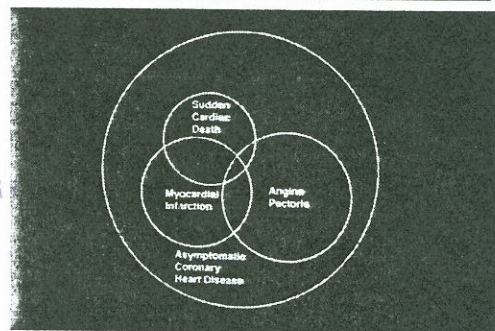 Sudden
Cardiac
Death
Myocardial
Infarction
Angina
Pectoris
Asymptomatic
Coronary
Heart Disease